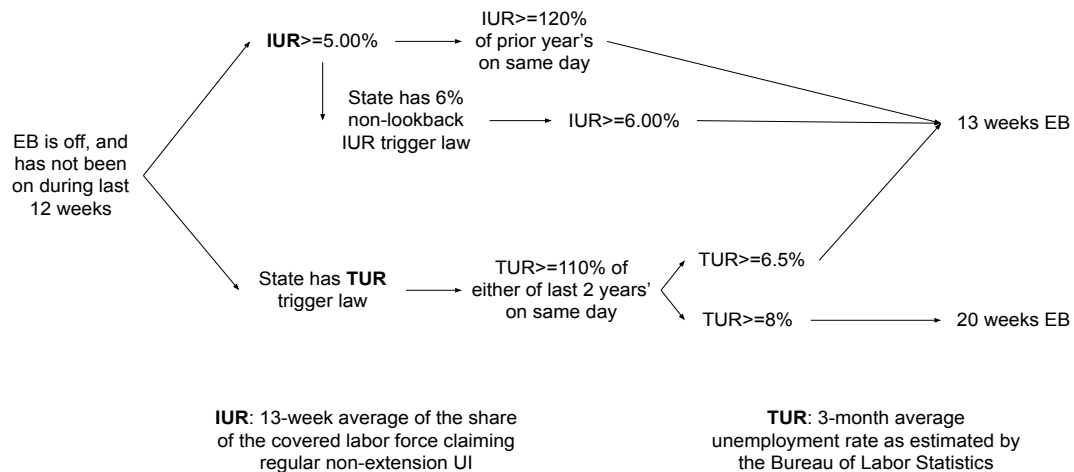 EB is off, and
has not been
on during last
12 weeks
IUR>=5.00%
IUR>=120%
of prior year's
on same day
State has 6%
non-lookback
IUR trigger law
IUR>=6.00%
13 weeks EB
State has TUR
trigger law
TUR>=110% of
either of last 2 years’
on same day
TUR>=6.5%
TUR>=8%
20 weeks EB
IUR: 13-week average of the share
of the covered labor force claiming
regular non-extension UI
TUR: 3-month average
unemployment rate as estimated by
the Bureau of Labor Statistics